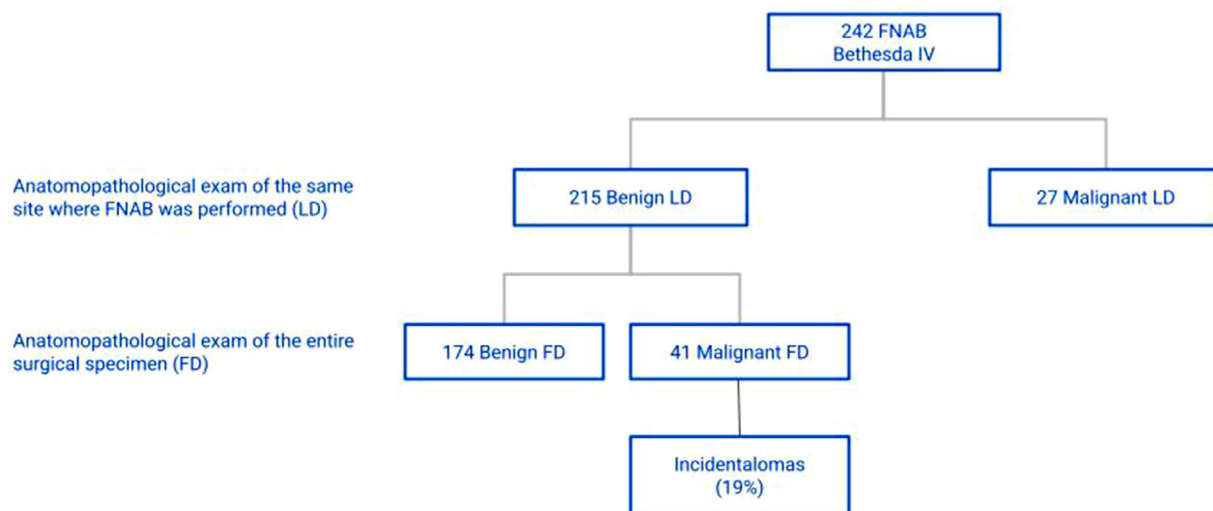 242 FNAB
Bethesda IV
Anatomopathological exam of the same
site where FNAB was performed (LD)
215 Benign LD
27 Malignant LD
Anatomopathological exam of the entire
surgical specimen (FD)
174 Benign FD
41 Malignant FD
Incidentalomas
(19%)